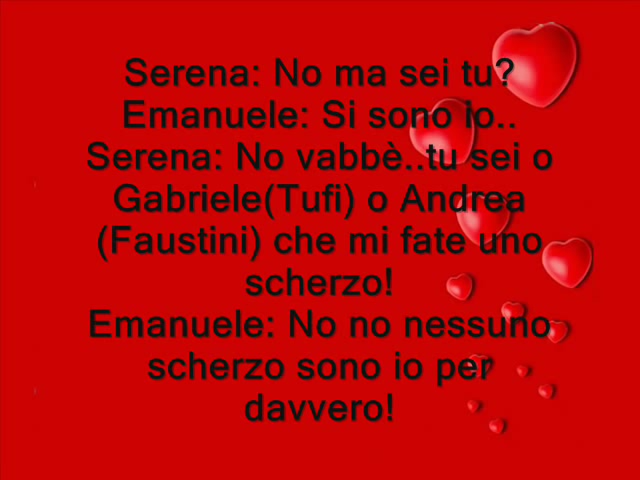 Serena: No ma sei tu?
Emanuele: Si sono io..
Serena: No vabbè..tu sei o
Gabriele(Tufi) o Andrea
(Faustini) che mi fate uno
scherzo!
Emanuele: No no nessuno
scherzo sono io per
davvero!